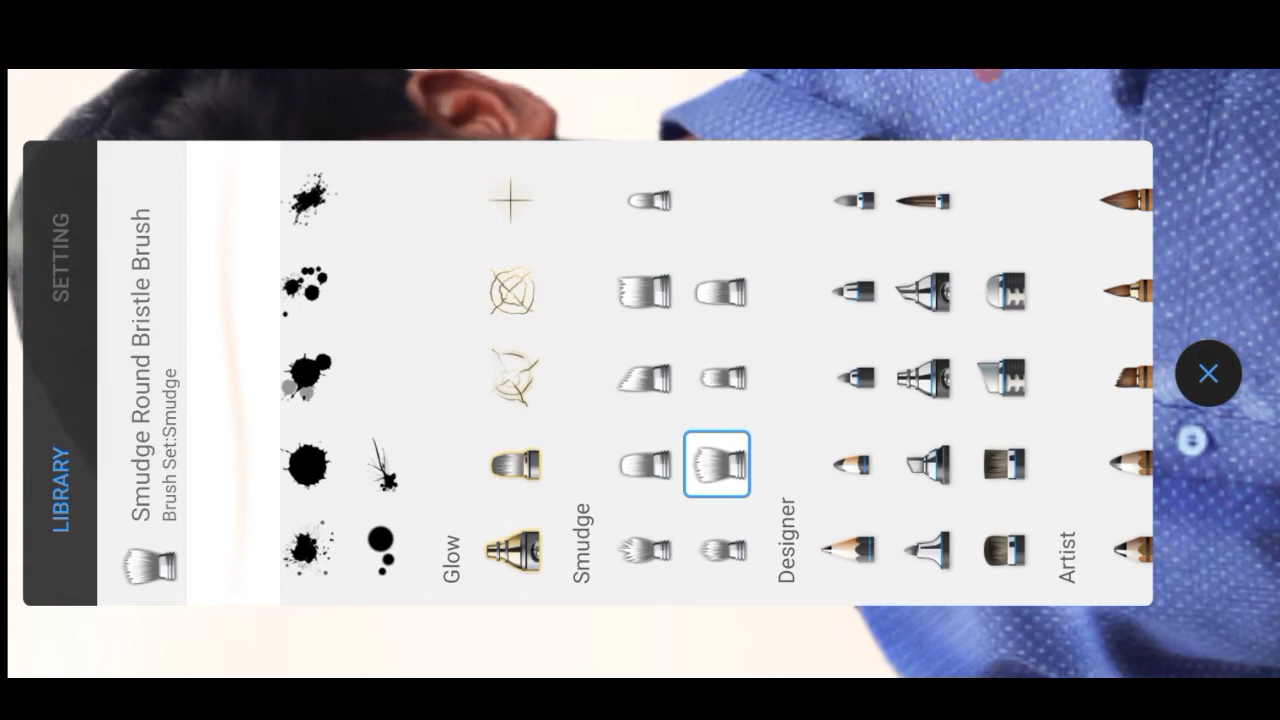 LIBRARY SETTING
Smudge Round Bristle Brush
Brush Set:Smudge
Glow
Smudge
Designer
Artist